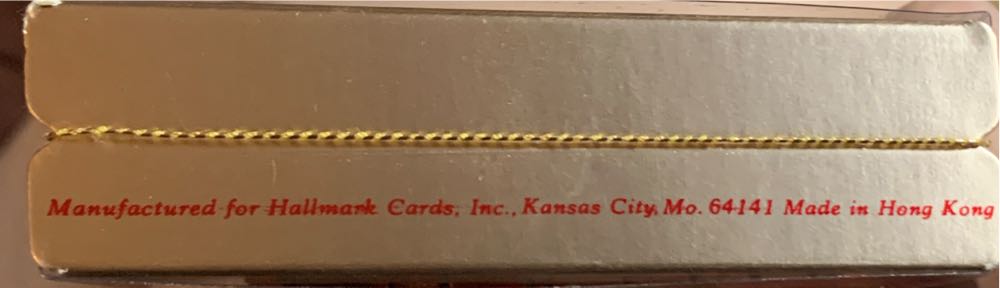 Manufactured for Hallmark Cards, Inc., Kansas City, Mo. 64141 Made in Hong Kong